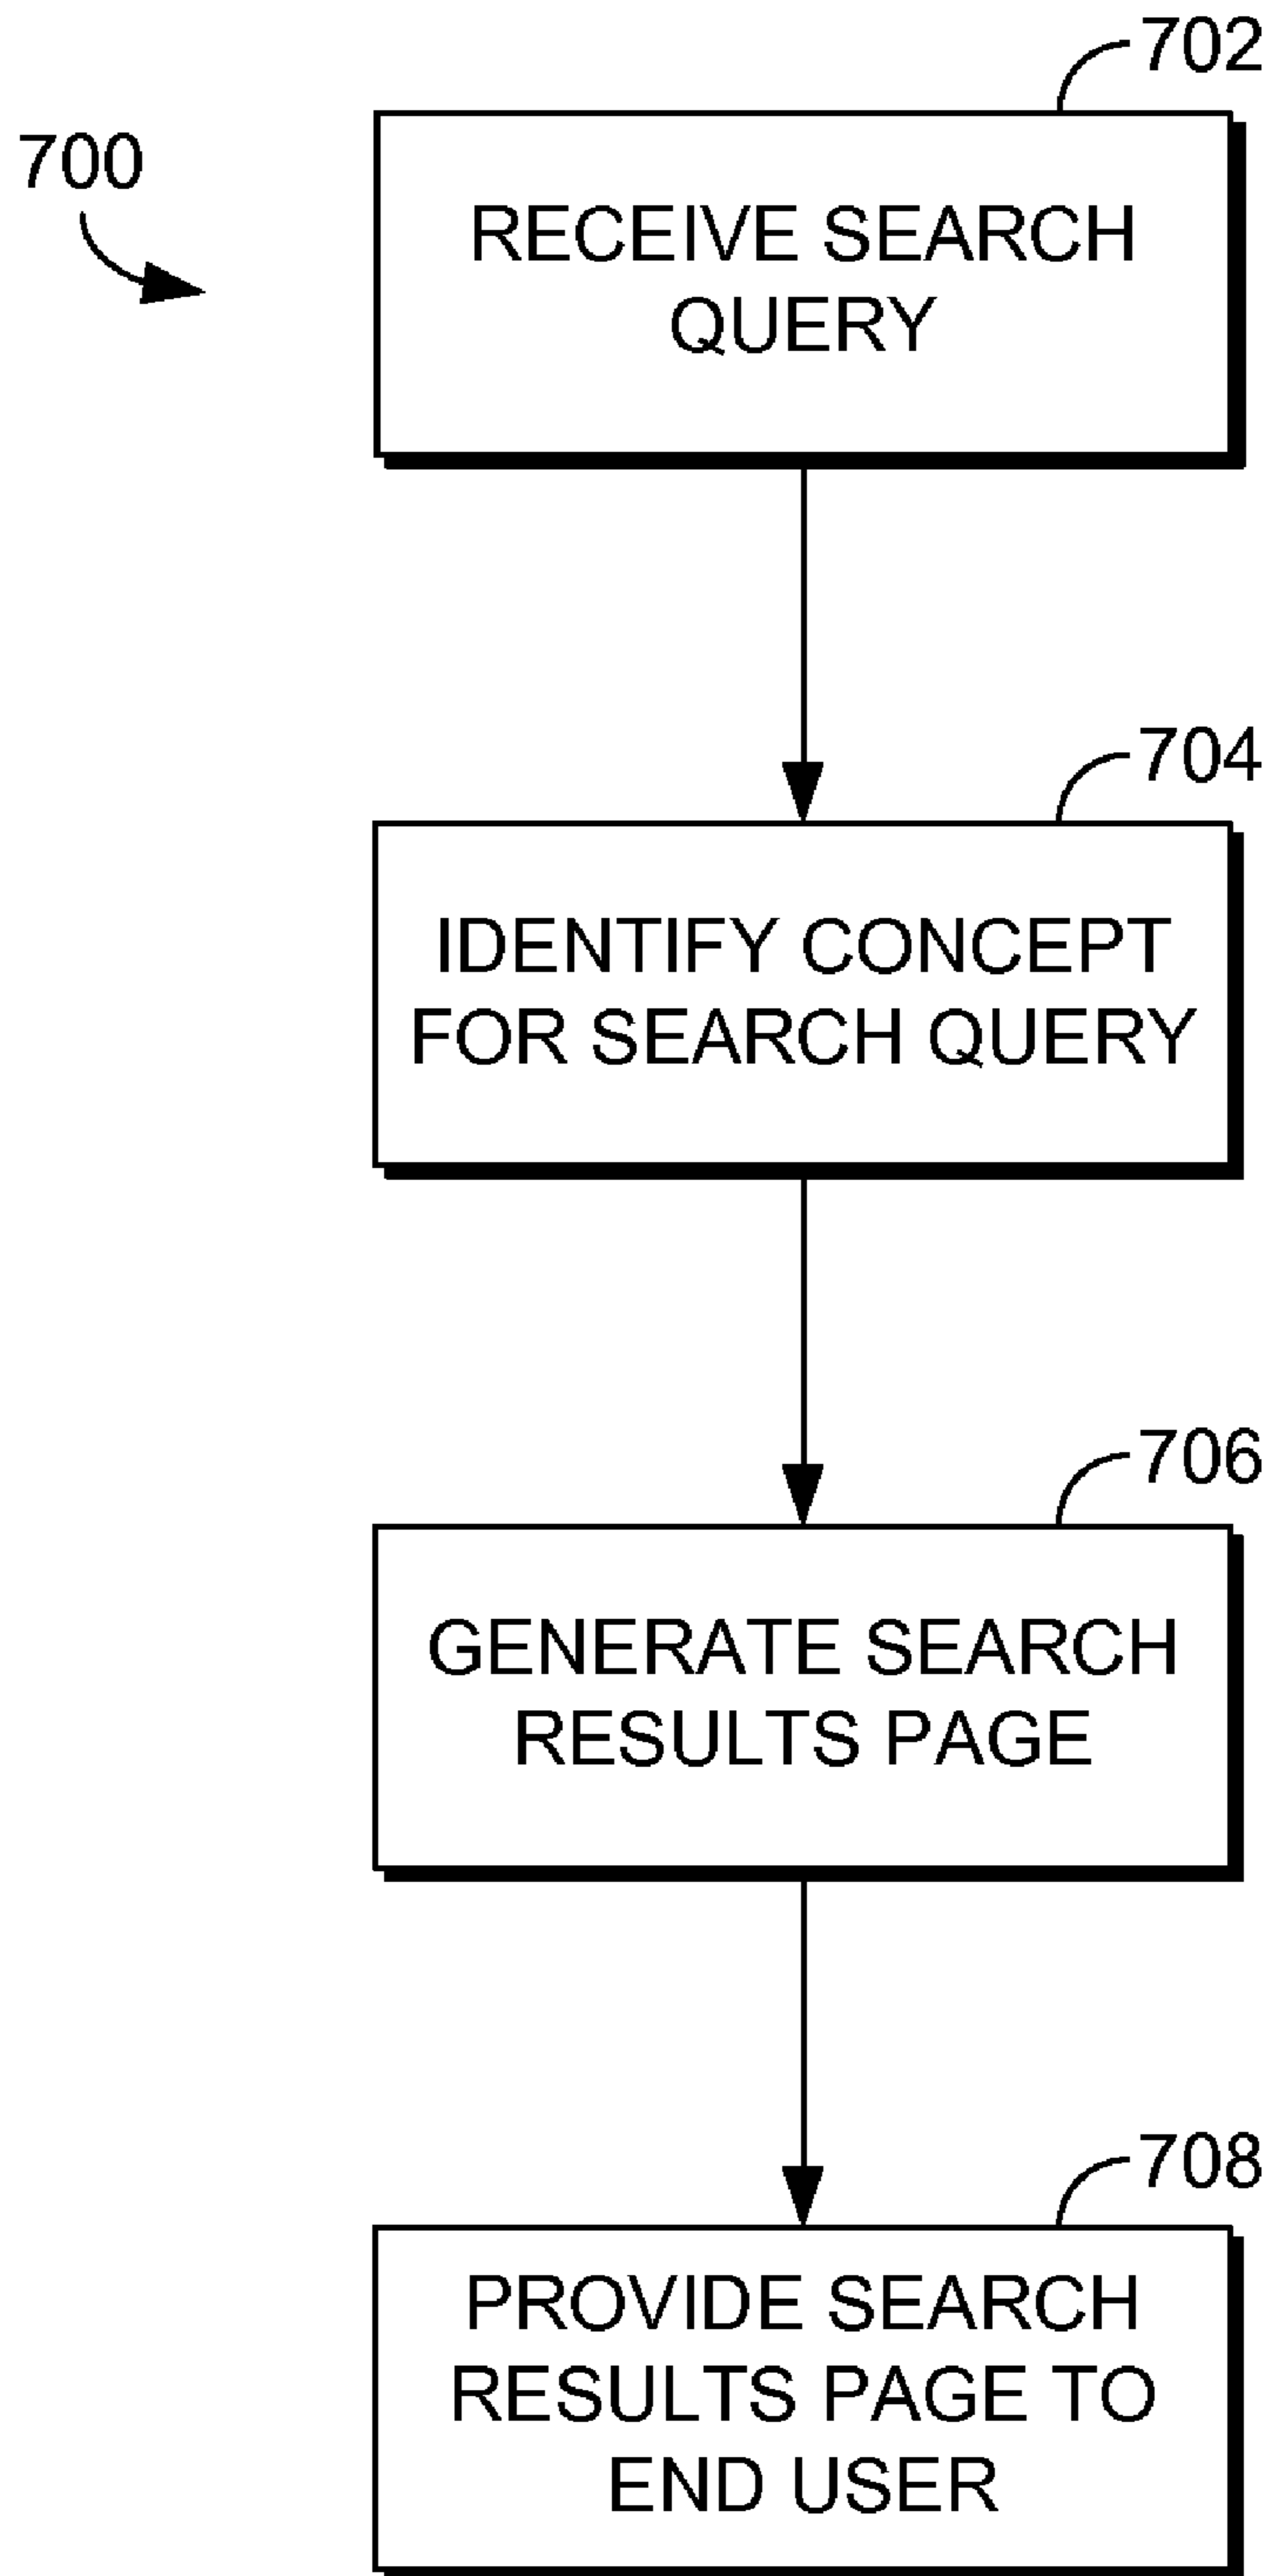 702
700
RECEIVE SEARCH
QUERY
704
IDENTIFY CONCEPT
FOR SEARCH QUERY
706
GENERATE SEARCH
RESULTS PAGE
708
PROVIDE SEARCH
RESULTS PAGE TO
END USER